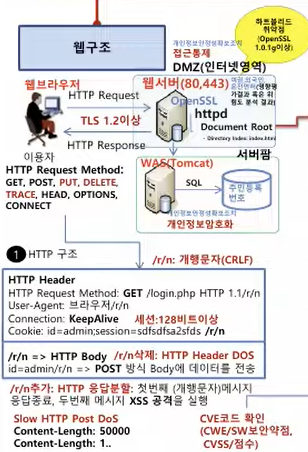 하트블리드
취약점
(OpenSSL
1.0.1g이상)
웹구조
개인정보안정성확보조치
접근통제
DMZ(인터넷영역)
웹브라우저
웹서버(80,443)
HTTP Request
OpenSSL
httpd
TLS 1.2이상
Document Root
- Directory Index: index.html
HTTP Response
이용자
WAS(Tomcat)
서버팜
HTTP Request Method:
GET, POST, PUT, DELETE,
TRACE, HEAD, OPTIONS,
CONNECT
SQL
주민등록
번호
개인정보안정성확보조치
개인정보암호화
1 HTTP 구조
/r/n: 개행문자(CRLF)
HTTP Header
HTTP Request Method: GET /login.php HTTP 1.1/r/n
User-Agent: 브라우저/r/n
Connection: KeepAlive 세션:128비트이상
Cookie: id=admin;session=sdfsdfsa2fds /r/n
/r/n => HTTP Body /r/n삭제: HTTP Header DOS
id=admin/r/n => POST 방식 Body에 데이터를 전송
/r/n추가: HTTP 응답분할: 첫번째 (개행문자)메시지
응답종료, 두번째 메시지 XSS 공격을 실행
Slow HTTP Post DoS
Content-Length: 50000
Content-Length: 1..
CVE코드 확인
(CWE/SW보안약점,
CVSS/점수)